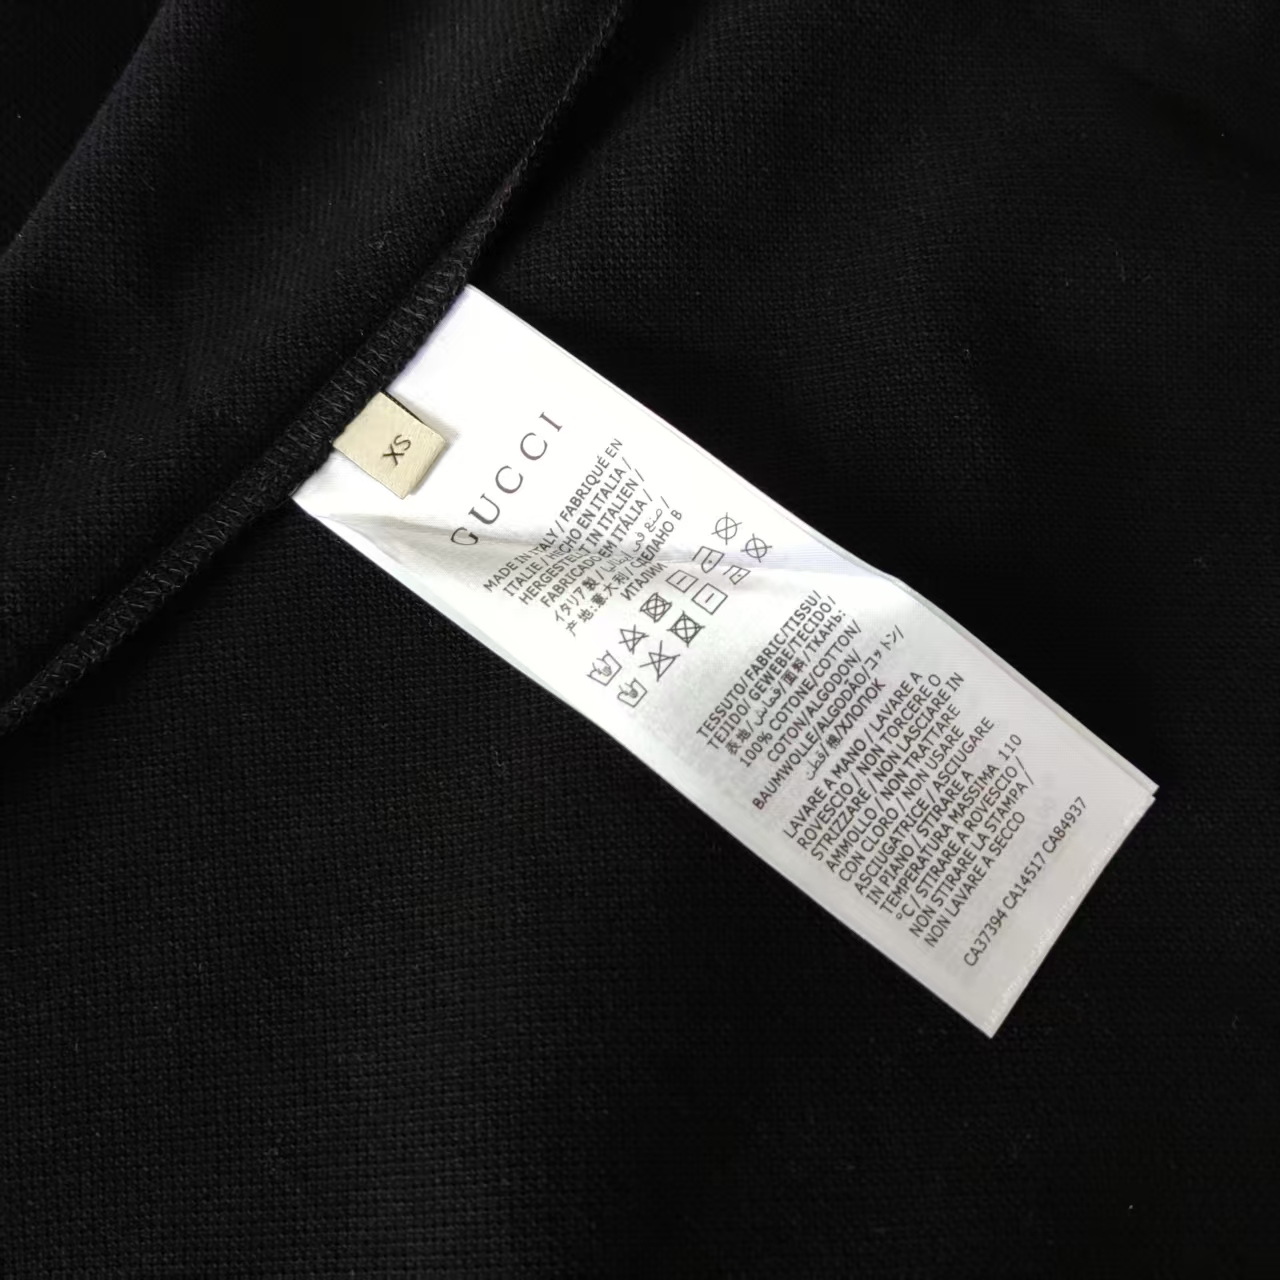 XS
GUCCI
MADE IN ITALY / FABRIQUÉ EN
ITALIE / HECHO EN ITALIA /
HERGESTELLT IN ITALIEN /
FABRICADO EM ITÁLIA /
イタリア製 / صنع في إيطاليا /
产地:意大利 / СДЕЛАНО В
ИТАЛИИ
TESSUTO/ FABRIC/ TISSU/
TEJIDO/ GEWEBE/ TECIDO/
表地/ قماش/ 面料/ ТКАНЬ:
100% COTONE/ COTTON/
COTON/ ALGODON/
BAUMWOLLE/ ALGODÃO/ コットン/
قطن/ 棉/ ХЛОПОК
LAVARE A MANO / LAVARE A
ROVESCIO / NON TORCERE O
STRIZZARE / NON LASCIARE IN
AMMOLLO / NON TRATTARE
CON CLORO / NON USARE
ASCIUGATRICE / ASCIUGARE
IN PIANO / STIRARE A
TEMPERATURA MASSIMA 110
°C / STIRARE A ROVESCIO /
NON STIRARE LA STAMPA /
NON LAVARE A SECCO
CA37394 CA14517 CA84937